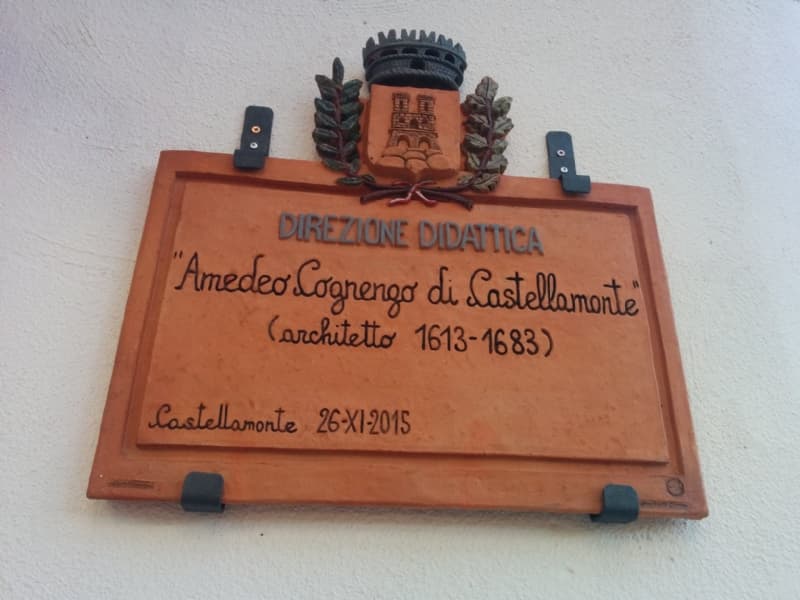 DIREZIONE DIDATTICA
"Amedeo Cognengo di Castellamonte"
(architetto 1613-1683)
Castellamonte 26-XI-2015